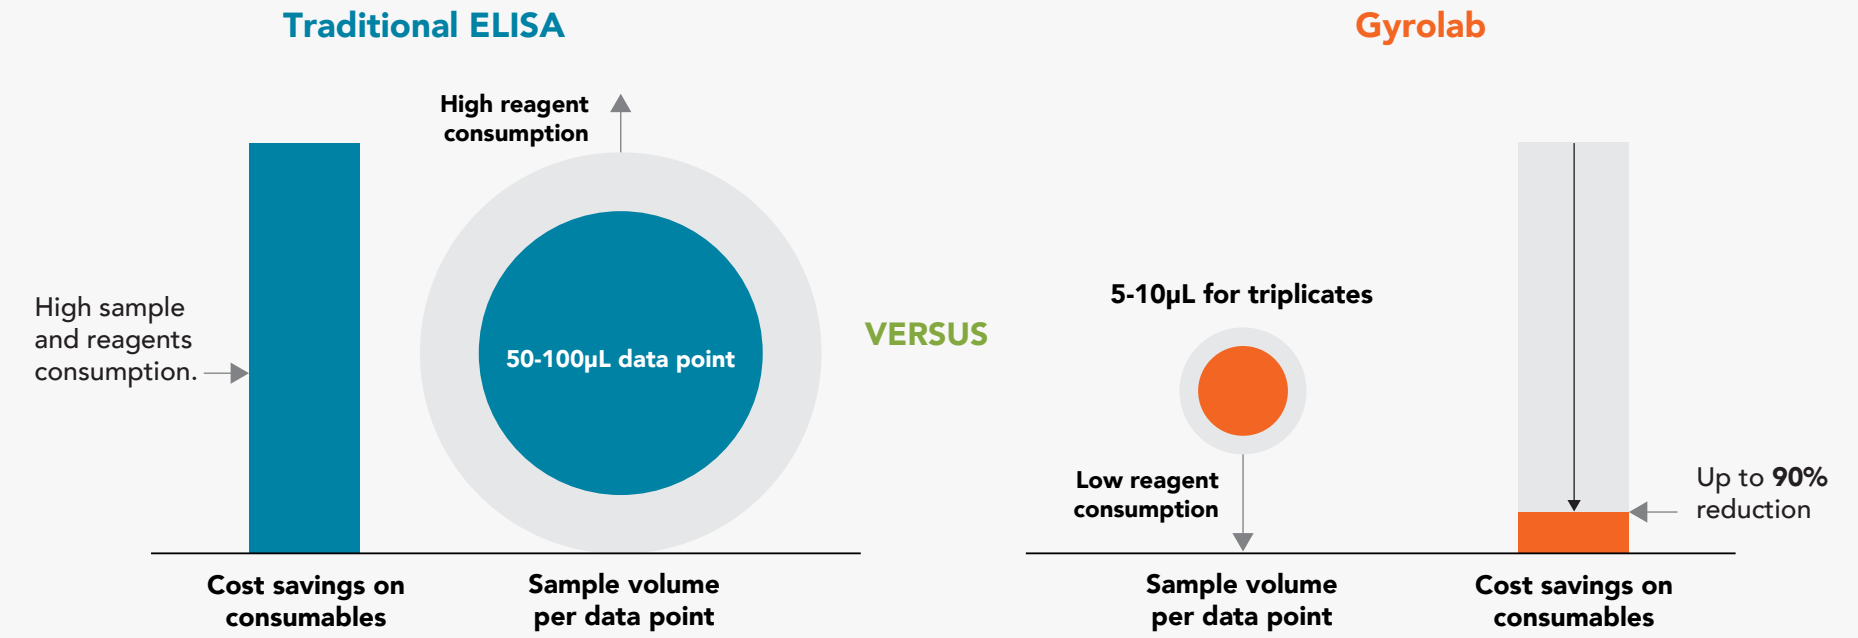 Traditional ELISA
High reagent
consumption
High sample
and reagents
consumption.
50-100µL data point
Cost savings on
consumables
Sample volume
per data point
VERSUS
Gyrolab
5-10µL for triplicates
Low reagent
consumption
Up to 90%
reduction
Sample volume
per data point
Cost savings on
consumables